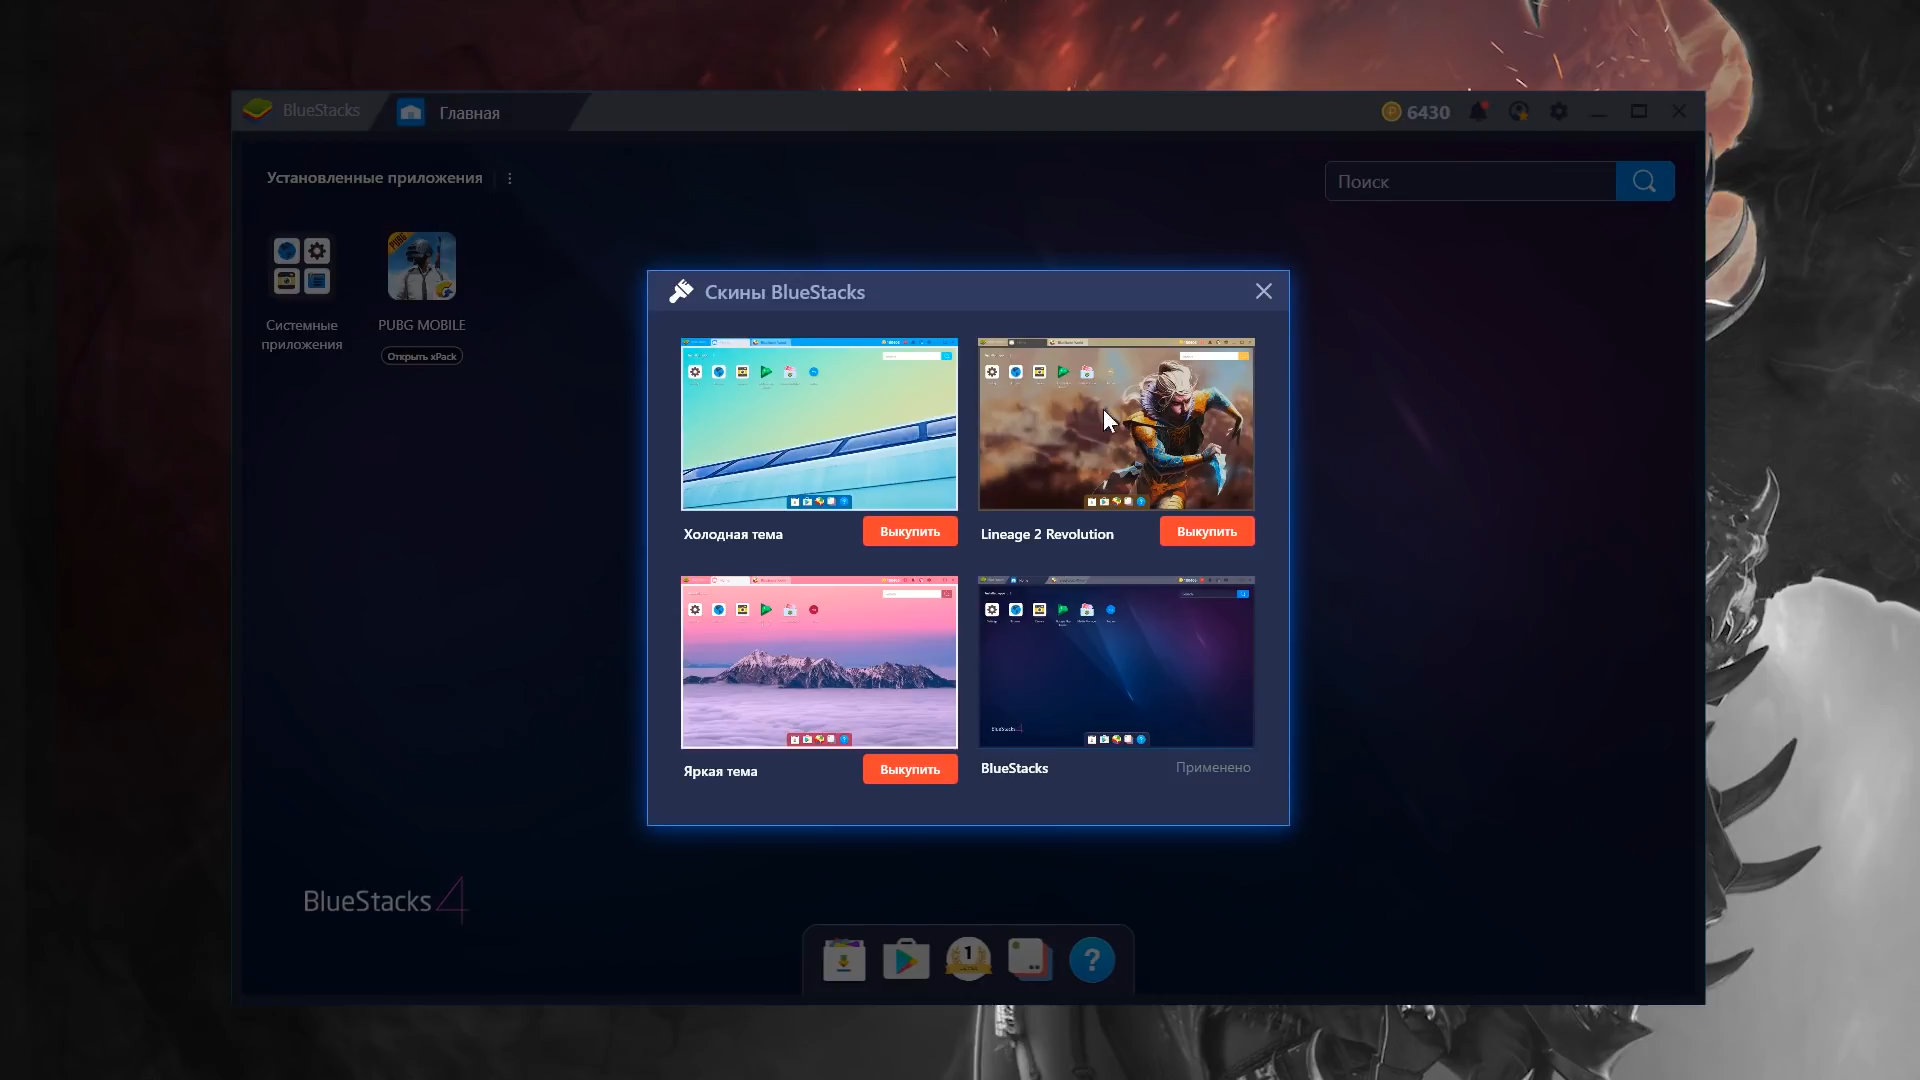 BlueStacks
Главная
6430
Установленные приложения
Поиск
Системные
приложения
PUBG MOBILE
Открыть xPack
Скины BlueStacks
Холодная тема
Выкупить
Lineage 2 Revolution
Выкупить
Яркая тема
Выкупить
BlueStacks
Применено
BlueStacks 4